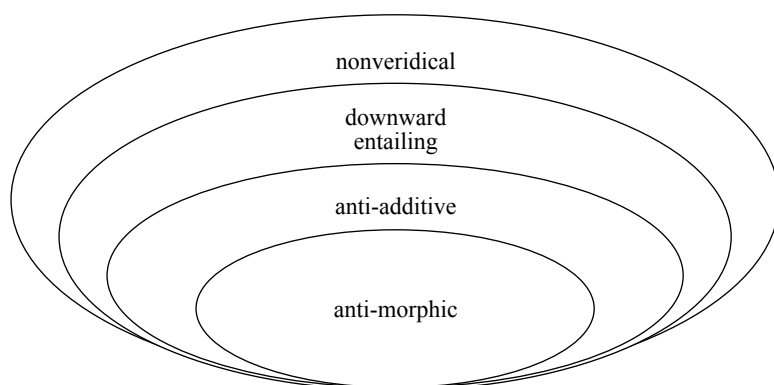 nonveridical
downward
entailing
anti-additive
anti-morphic